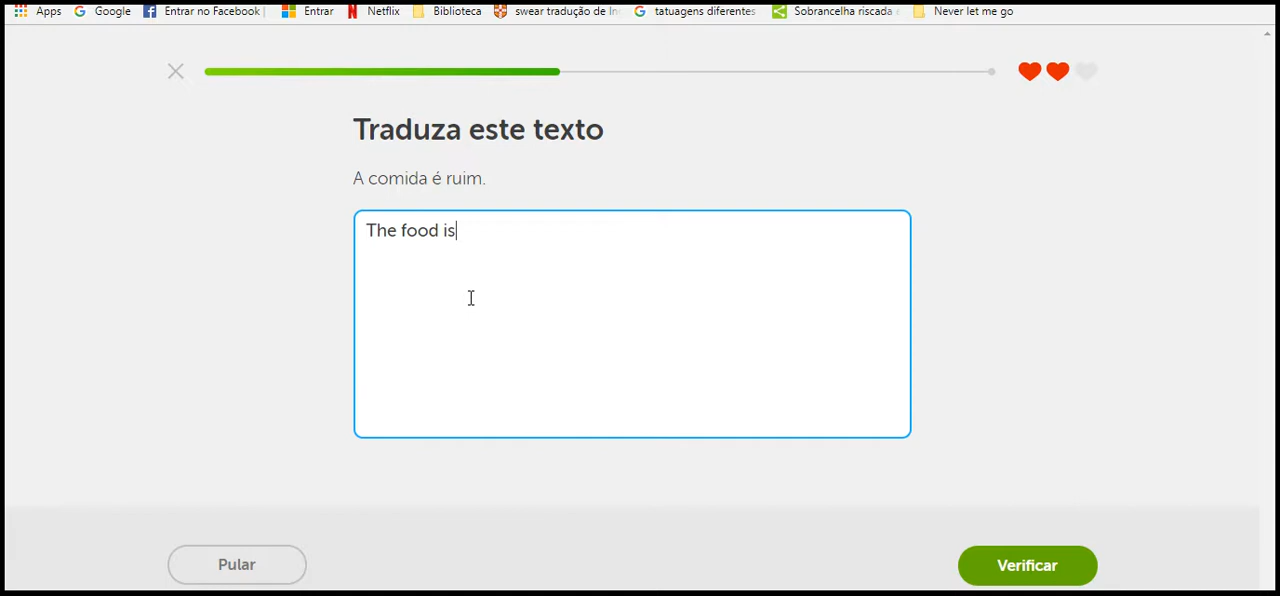 Apps Google Entrar no Facebook Entrar Netflix Biblioteca swear tradução de In tatuagens diferentes Sobrancelha riscada Never let me go
Traduza este texto
A comida é ruim.
The food is
Pular Verificar